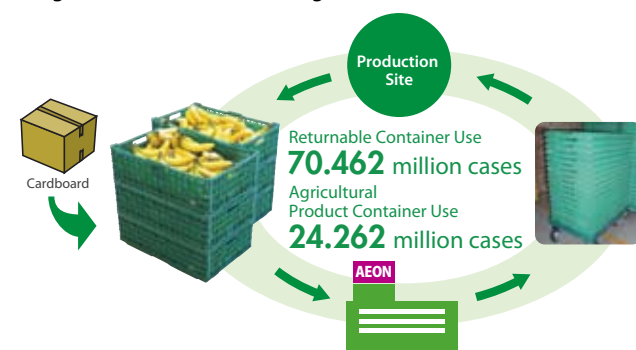 Production
Site
Cardboard
Returnable Container Use
70.462 million cases
Agricultural
Product Container Use
24.262 million cases
AEON